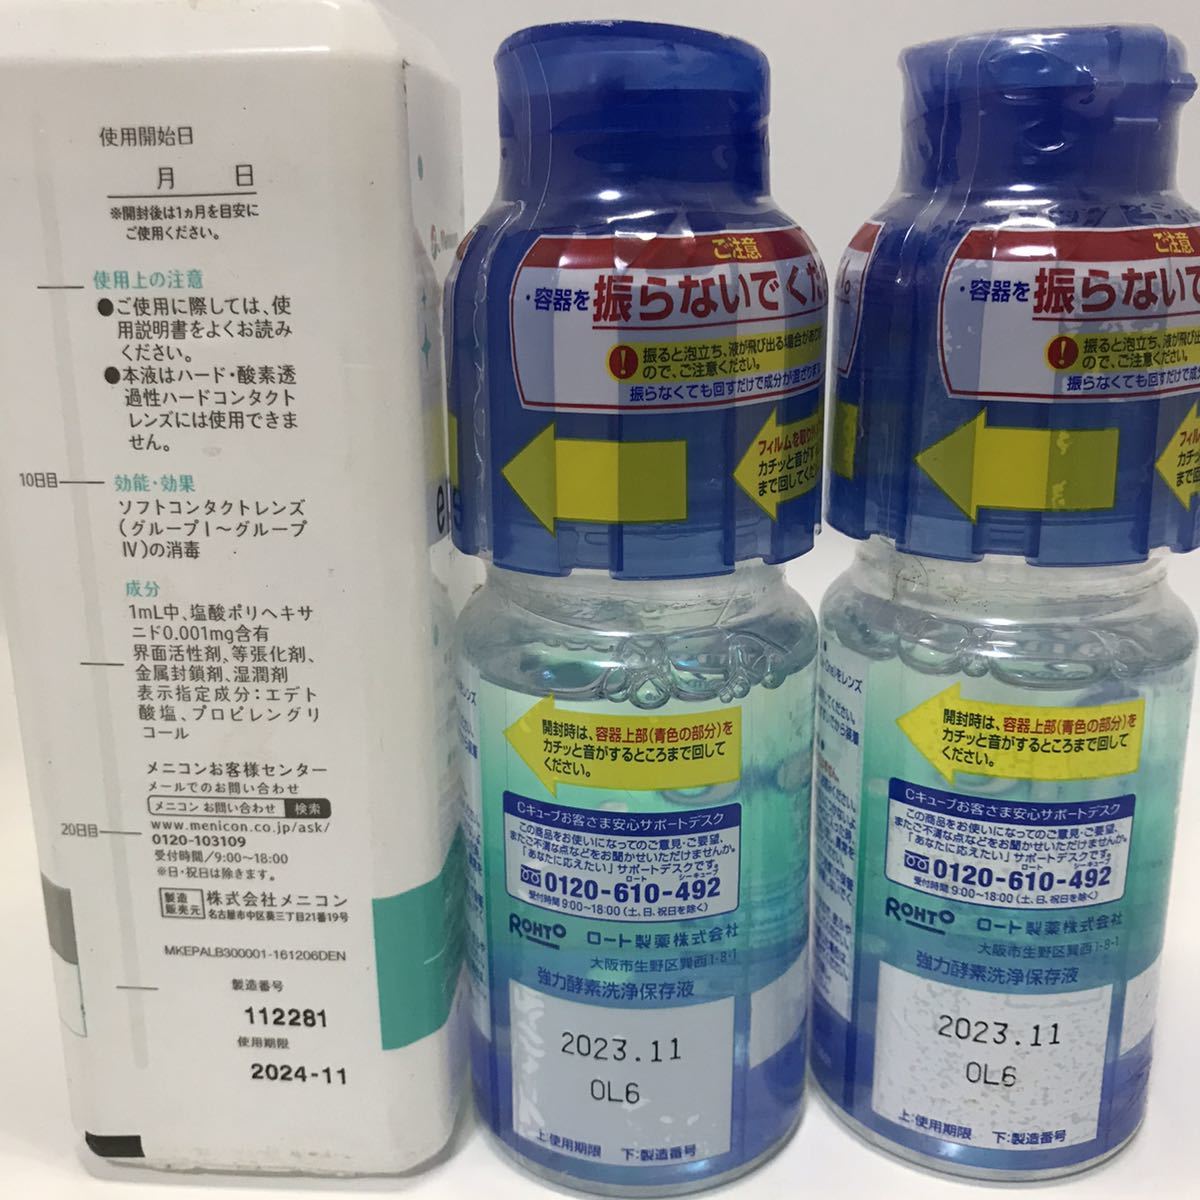 使用開始日
月 日
※開封後は1ヵ月を目安に
ご使用ください。
使用上の注意
●ご使用に際しては、使
用説明書をよくお読み
ください。
●本液はハード・酸素透
過性ハードコンタクト
レンズには使用できま
せん。
10日目
効能・効果
ソフトコンタクトレンズ
(グループⅠ〜グループ
Ⅳ)の消毒
成分
1mL中、塩酸ポリヘキサ
ニド0.001mg含有
界面活性剤、等張化剤、
金属封鎖剤、湿潤剤
表示指定成分:エデト
酸塩、プロピレングリ
コール
メニコンお客様センター
メールでのお問い合わせ
メニコン お問い合わせ 検索
20日目
www.menicon.co.jp/ask/
0120-103109
受付時間/9:00〜18:00
※日・祝日は除きます。
製造販売元 株式会社メニコン
名古屋市中区葵三丁目21番19号
MKEPALB300001-161206DEN
製造番号
112281
使用期限
2024-11
ご注意
・容器を振らないでくだ
振ると泡立ち、液が飛び出る場合があ
ので、ご注意ください。
振らなくても回すだけで成分が混ざります
フィルムを取り
カチッと音がす
まで回してくだ
開封時は、容器上部(青色の部分)を
カチッと音がするところまで回して
ください。
Cキューブお客さま安心サポートデスク
この商品をお使いになってのご意見・ご要望、
またご不満な点などをお聞かせいただけませんか。
「あなたに応えたい」サポートデスクです。
ロート シーキューブ
0120-610-492
受付時間 9:00〜18:00(土、日、祝日を除く)
ROHTO ロート製薬株式会社
大阪市生野区巽西1-8-1
強力酵素洗浄保存液
2023.11
0L6
上:使用期限 下:製造番号
ご注意
・容器を振らないで
振ると泡立ち、液が飛び出
ので、ご注意ください。
振らなくても回すだけで成分
開封時は、容器上部(青色の部分)を
カチッと音がするところまで回して
ください。
Cキューブお客さま安心サポートデスク
この商品をお使いになってのご意見・ご要望、
またご不満な点などをお聞かせいただけませんか。
「あなたに応えたい」サポートデスクです。
ロート シーキューブ
0120-610-492
受付時間 9:00〜18:00(土、日、祝日を除く)
ROHTO ロート製薬株式会社
大阪市生野区巽西1-8-1
強力酵素洗浄保存液
2023.11
0L6
上:使用期限 下:製造番号